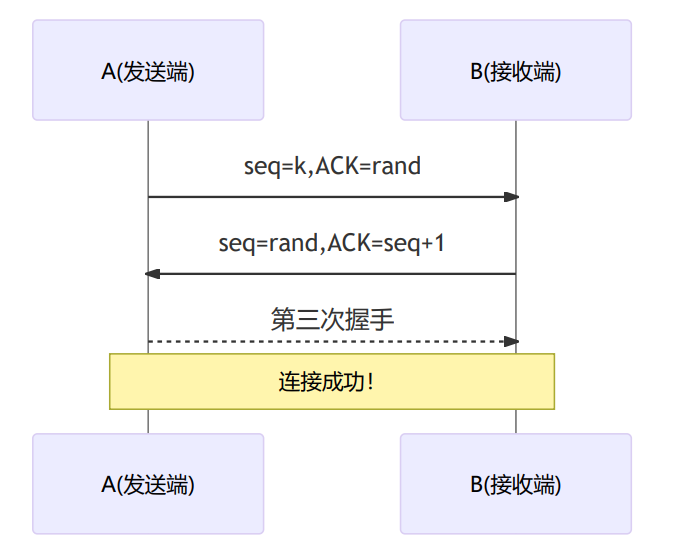 A(发送端)
B(接收端)
seq=k,ACK=rand
seq=rand,ACK=seq+1
第三次握手
连接成功！
A(发送端)
B(接收端)